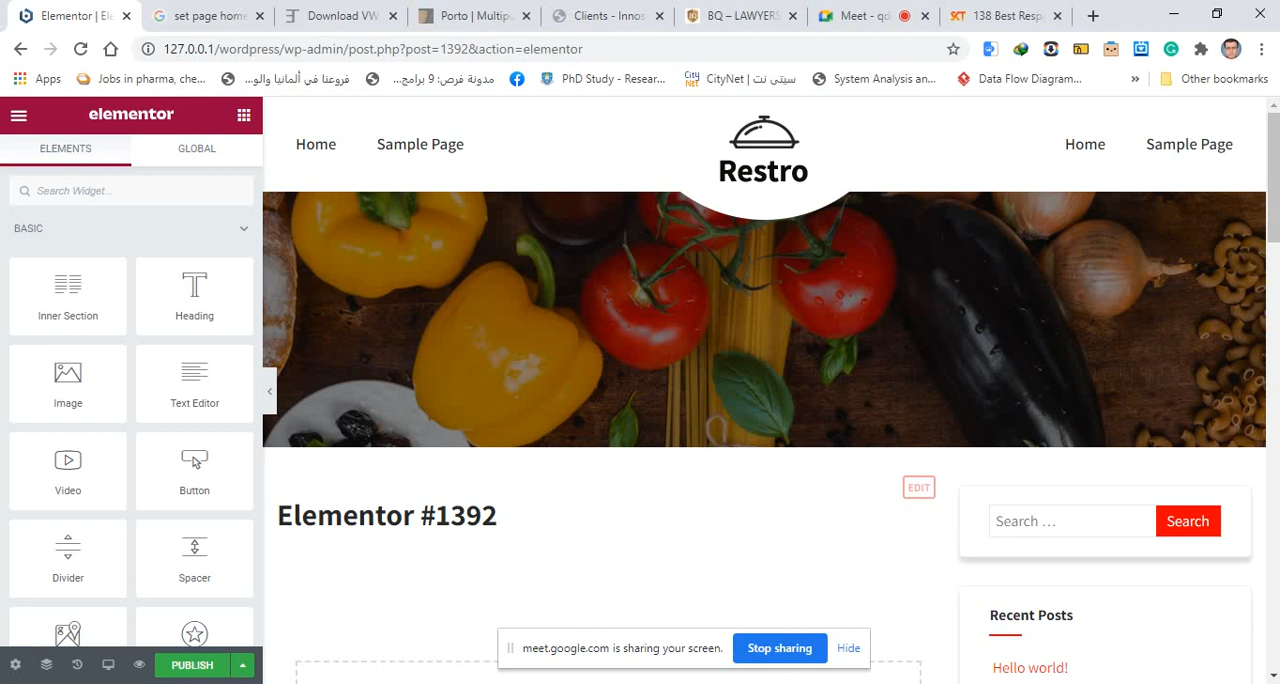 Elementor | E
set page hom
Download VW
Porto | Multipu
Clients - Innos
BQ – LAWYERS
Meet - qd
SKT 138 Best Resp
127.0.0.1/wordpress/wp-admin/post.php?post=1392&action=elementor
Apps
Jobs in pharma, che...
فروعنا في ألمانيا والو...
مدونة فرص: 9 برامج...
PhD Study - Resear...
City Net
CityNet | سيتي نت
System Analysis an...
Data Flow Diagram...
»
Other bookmarks
elementor
ELEMENTS
GLOBAL
Search Widget...
BASIC
Inner Section
Heading
Image
Text Editor
Video
Button
Divider
Spacer
PUBLISH
Home
Sample Page
Restro
Home
Sample Page
Elementor #1392
EDIT
Search …
Search
Recent Posts
Hello world!
meet.google.com is sharing your screen.
Stop sharing
Hide